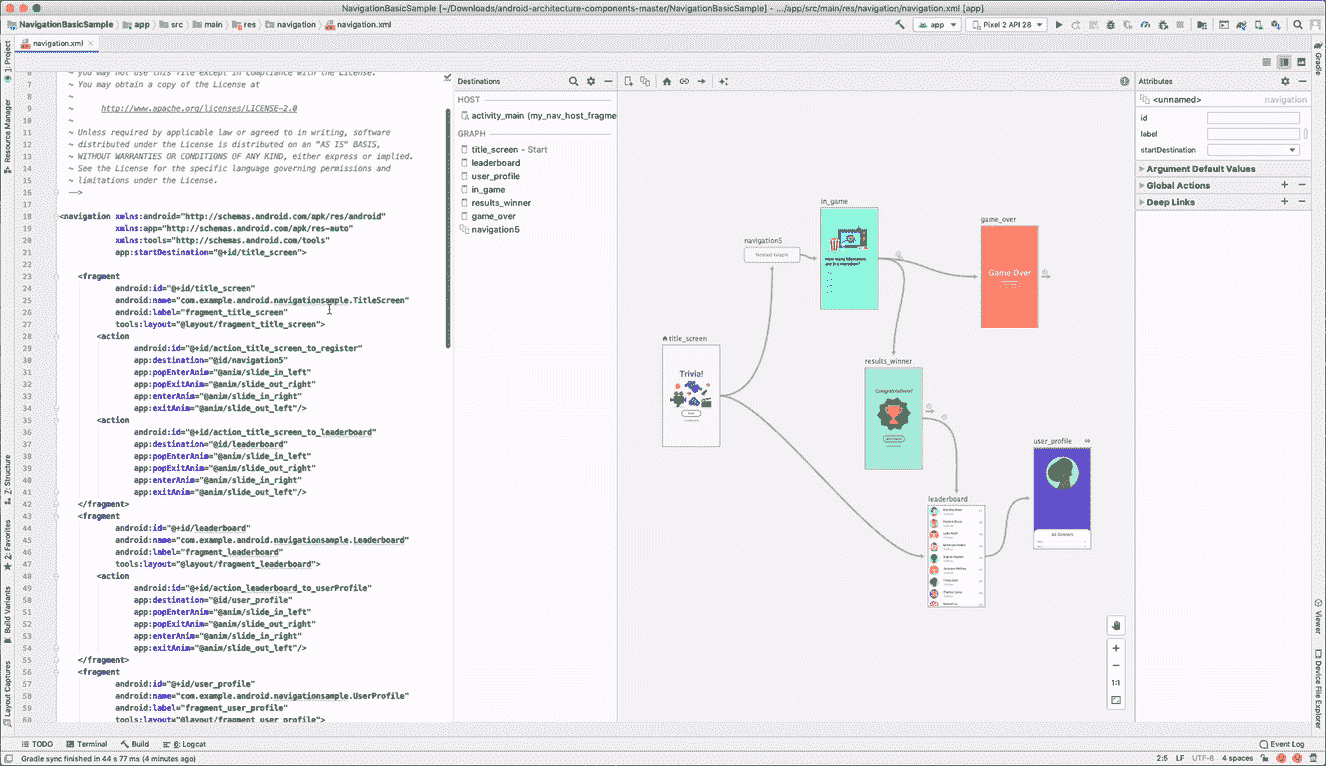 NavigationBasicSample [~/Downloads/android-architecture-components-master/NavigationBasicSample] - .../app/src/main/res/navigation/navigation.xml [app]
NavigationBasicSample app src main res navigation navigation.xml
app Pixel 2 API 28
navigation.xml
1: Project
Resource Manager
Z: Structure
2: Favorites
Build Variants
Layout Captures
6 ~ you may not use this file except in compliance with the License.
7 ~ You may obtain a copy of the License at
8 ~
9 ~ http://www.apache.org/licenses/LICENSE-2.0
10 ~
11 ~ Unless required by applicable law or agreed to in writing, software
12 ~ distributed under the License is distributed on an "AS IS" BASIS,
13 ~ WITHOUT WARRANTIES OR CONDITIONS OF ANY KIND, either express or implied.
14 ~ See the License for the specific language governing permissions and
15 ~ limitations under the License.
16 -->
17
18 <navigation xmlns:android="http://schemas.android.com/apk/res/android"
19 xmlns:app="http://schemas.android.com/apk/res-auto"
20 xmlns:tools="http://schemas.android.com/tools"
21 app:startDestination="@+id/title_screen">
22
23 <fragment
24 android:id="@+id/title_screen"
25 android:name="com.example.android.navigationsample.TitleScreen"
26 android:label="fragment_title_screen"
27 tools:layout="@layout/fragment_title_screen">
28 <action
29 android:id="@+id/action_title_screen_to_register"
30 app:destination="@id/navigation5"
31 app:popEnterAnim="@anim/slide_in_left"
32 app:popExitAnim="@anim/slide_out_right"
33 app:enterAnim="@anim/slide_in_right"
34 app:exitAnim="@anim/slide_out_left"/>
35 <action
36 android:id="@+id/action_title_screen_to_leaderboard"
37 app:destination="@id/leaderboard"
38 app:popEnterAnim="@anim/slide_in_left"
39 app:popExitAnim="@anim/slide_out_right"
40 app:enterAnim="@anim/slide_in_right"
41 app:exitAnim="@anim/slide_out_left"/>
42 </fragment>
43 <fragment
44 android:id="@+id/leaderboard"
45 android:name="com.example.android.navigationsample.Leaderboard"
46 android:label="fragment_leaderboard"
47 tools:layout="@layout/fragment_leaderboard">
48 <action
49 android:id="@+id/action_leaderboard_to_userProfile"
50 app:destination="@id/user_profile"
51 app:popEnterAnim="@anim/slide_in_left"
52 app:popExitAnim="@anim/slide_out_right"
53 app:enterAnim="@anim/slide_in_right"
54 app:exitAnim="@anim/slide_out_left"/>
55 </fragment>
56 <fragment
57 android:id="@+id/user_profile"
58 android:name="com.example.android.navigationsample.UserProfile"
59 android:label="fragment_user_profile"
60 tools:layout="@layout/fragment_user_profile">
Destinations
HOST
activity_main (my_nav_host_fragme
GRAPH
title_screen - Start
leaderboard
user_profile
in_game
results_winner
game_over
navigation5
in_game
game_over
Game Over
navigation5
Nested Graph
title_screen
Trivia!
results_winner
Congratulations!
user_profile
leaderboard
1:1
Attributes
<unnamed> navigation
id
label
startDestination
Argument Default Values
Global Actions
Deep Links
Gradle
Viewer
Device File Explorer
TODO Terminal Build 6: Logcat Event Log
Gradle sync finished in 44 s 77 ms (4 minutes ago) 2:5 LF UTF-8 4 spaces